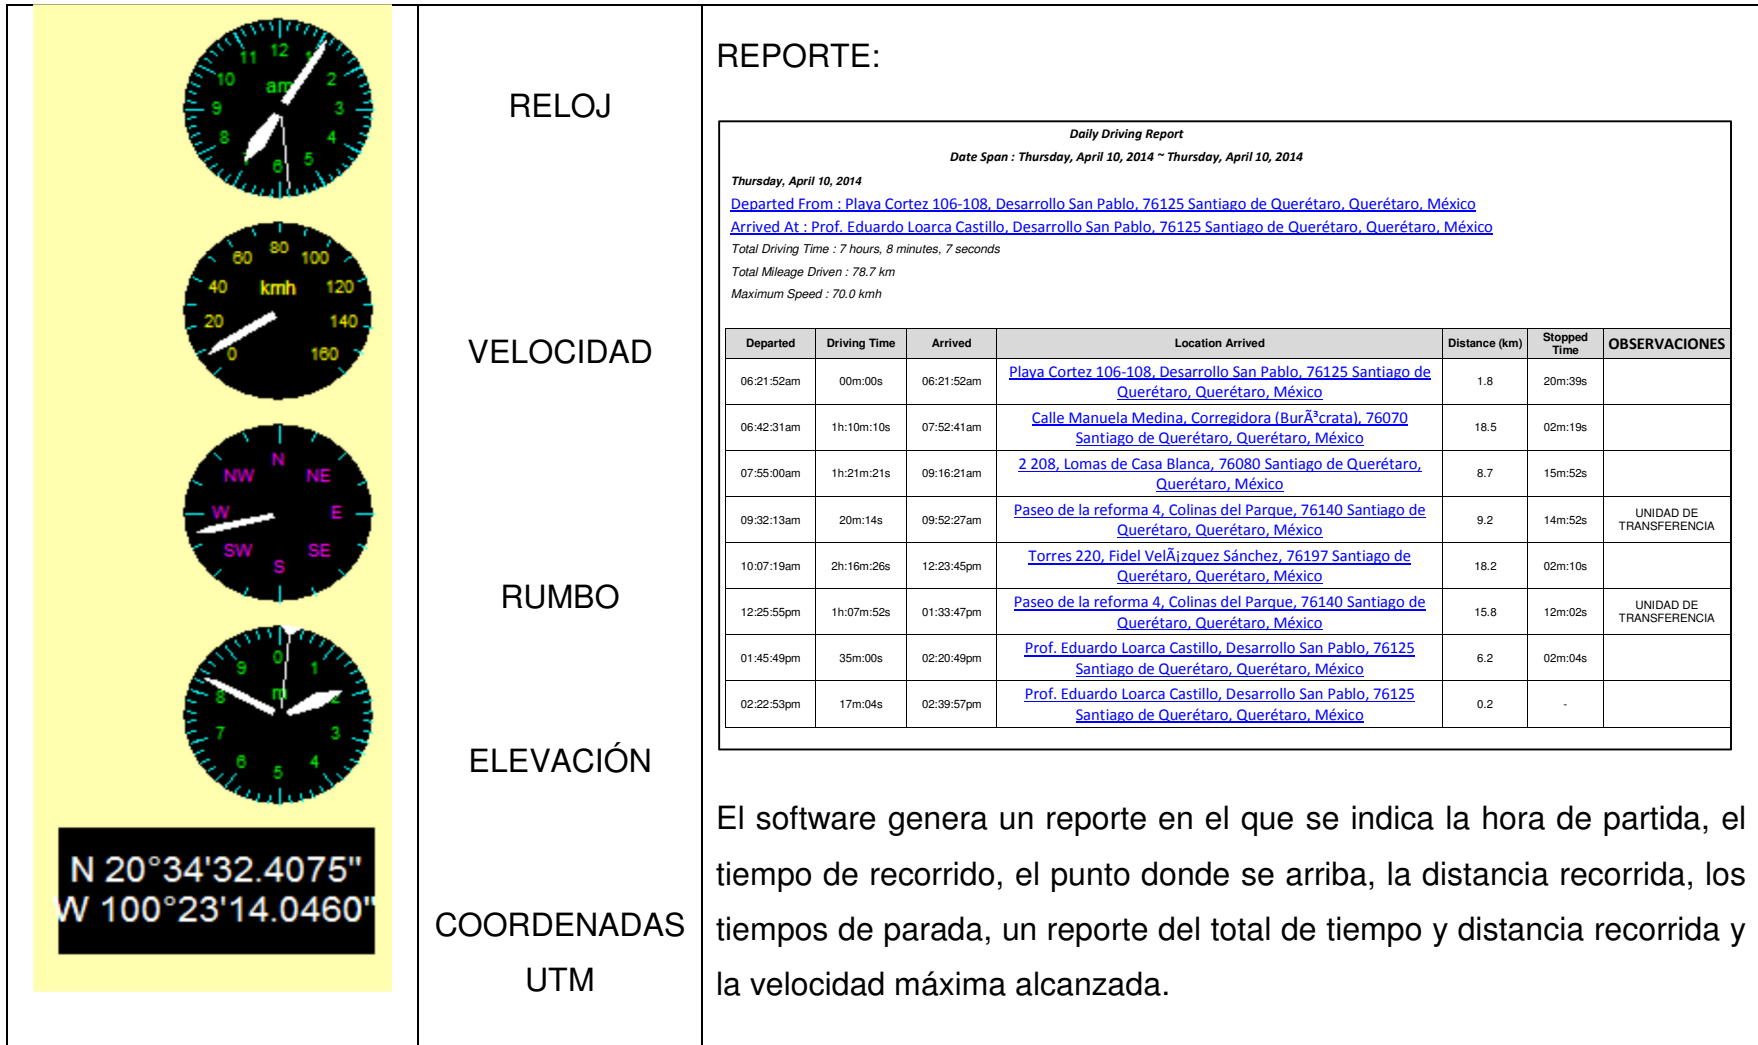 12
11
1
10
am
2
9
3
8
4
7
5
6
RELOJ
80
60
100
kmh
40
120
20
140
0
160
VELOCIDAD
N
NW
NE
W
E
SW
SE
S
RUMBO
0
9
1
m
8
2
7
3
6
4
5
ELEVACIÓN
N 20°34'32.4075"
W 100°23'14.0460"
COORDENADAS
UTM
REPORTE:
Daily Driving Report
Date Span : Thursday, April 10, 2014 ~ Thursday, April 10, 2014
Thursday, April 10, 2014
Departed From : Playa Cortez 106-108, Desarrollo San Pablo, 76125 Santiago de Querétaro, Querétaro, México
Arrived At : Prof. Eduardo Loarca Castillo, Desarrollo San Pablo, 76125 Santiago de Querétaro, Querétaro, México
Total Driving Time : 7 hours, 8 minutes, 7 seconds
Total Mileage Driven : 78.7 km
Maximum Speed : 70.0 kmh
Departed Driving Time Arrived Location Arrived Distance (km) Stopped Time OBSERVACIONES
06:21:52am 00m:00s 06:21:52am Playa Cortez 106-108, Desarrollo San Pablo, 76125 Santiago de
Querétaro, Querétaro, México 1.8 20m:39s
06:42:31am 1h:10m:10s 07:52:41am Calle Manuela Medina, Corregidora (BurÃ³crata), 76070
Santiago de Querétaro, Querétaro, México 18.5 02m:19s
07:55:00am 1h:21m:21s 09:16:21am 2 208, Lomas de Casa Blanca, 76080 Santiago de Querétaro,
Querétaro, México 8.7 15m:52s
09:32:13am 20m:14s 09:52:27am Paseo de la reforma 4, Colinas del Parque, 76140 Santiago de
Querétaro, Querétaro, México 9.2 14m:52s UNIDAD DE
TRANSFERENCIA
10:07:19am 2h:16m:26s 12:23:45pm Torres 220, Fidel VelÃ¡zquez Sánchez, 76197 Santiago de
Querétaro, Querétaro, México 18.2 02m:10s
12:25:55pm 1h:07m:52s 01:33:47pm Paseo de la reforma 4, Colinas del Parque, 76140 Santiago de
Querétaro, Querétaro, México 15.8 12m:02s UNIDAD DE
TRANSFERENCIA
01:45:49pm 35m:00s 02:20:49pm Prof. Eduardo Loarca Castillo, Desarrollo San Pablo, 76125
Santiago de Querétaro, Querétaro, México 6.2 02m:04s
02:22:53pm 17m:04s 02:39:57pm Prof. Eduardo Loarca Castillo, Desarrollo San Pablo, 76125
Santiago de Querétaro, Querétaro, México 0.2 -
El software genera un reporte en el que se indica la hora de partida, el
tiempo de recorrido, el punto donde se arriba, la distancia recorrida, los
tiempos de parada, un reporte del total de tiempo y distancia recorrida y
la velocidad máxima alcanzada.